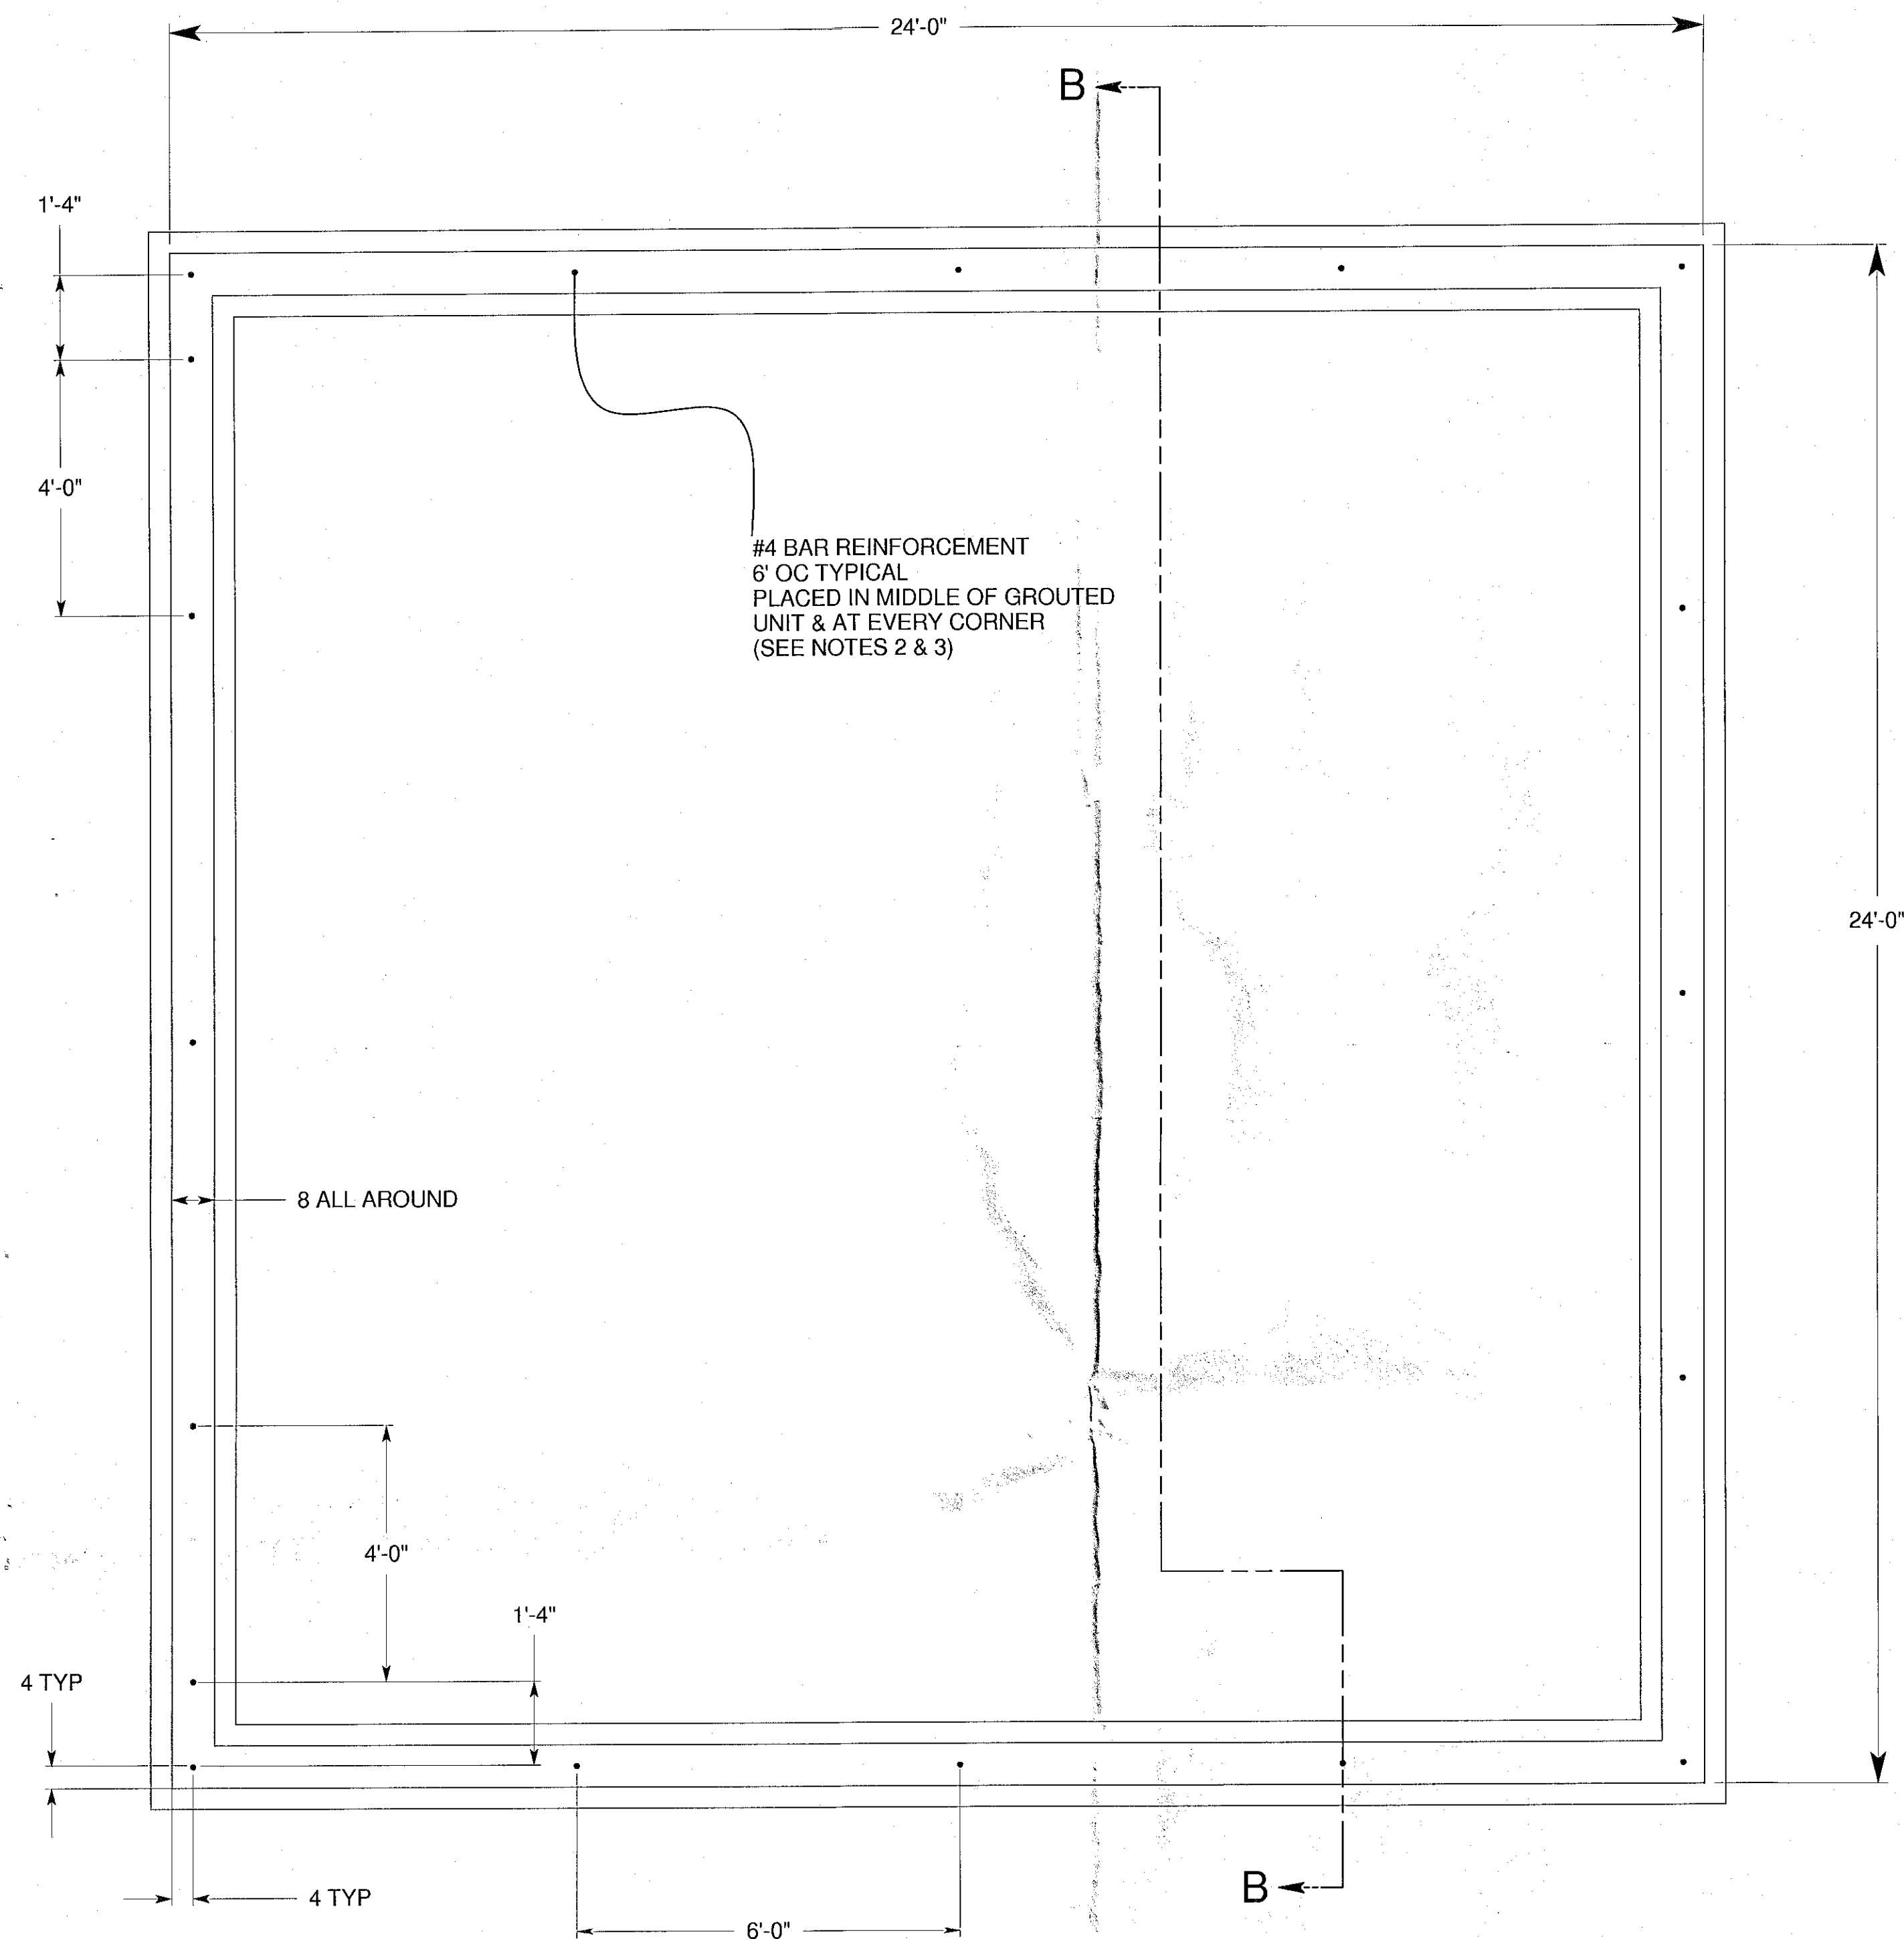 24'-0"
B
1'-4"
4'-0"
#4 BAR REINFORCEMENT
6' OC TYPICAL
PLACED IN MIDDLE OF GROUTED
UNIT & AT EVERY CORNER
(SEE NOTES 2 & 3)
24'-0"
8 ALL AROUND
4'-0"
1'-4"
4 TYP
B
4 TYP
6'-0"